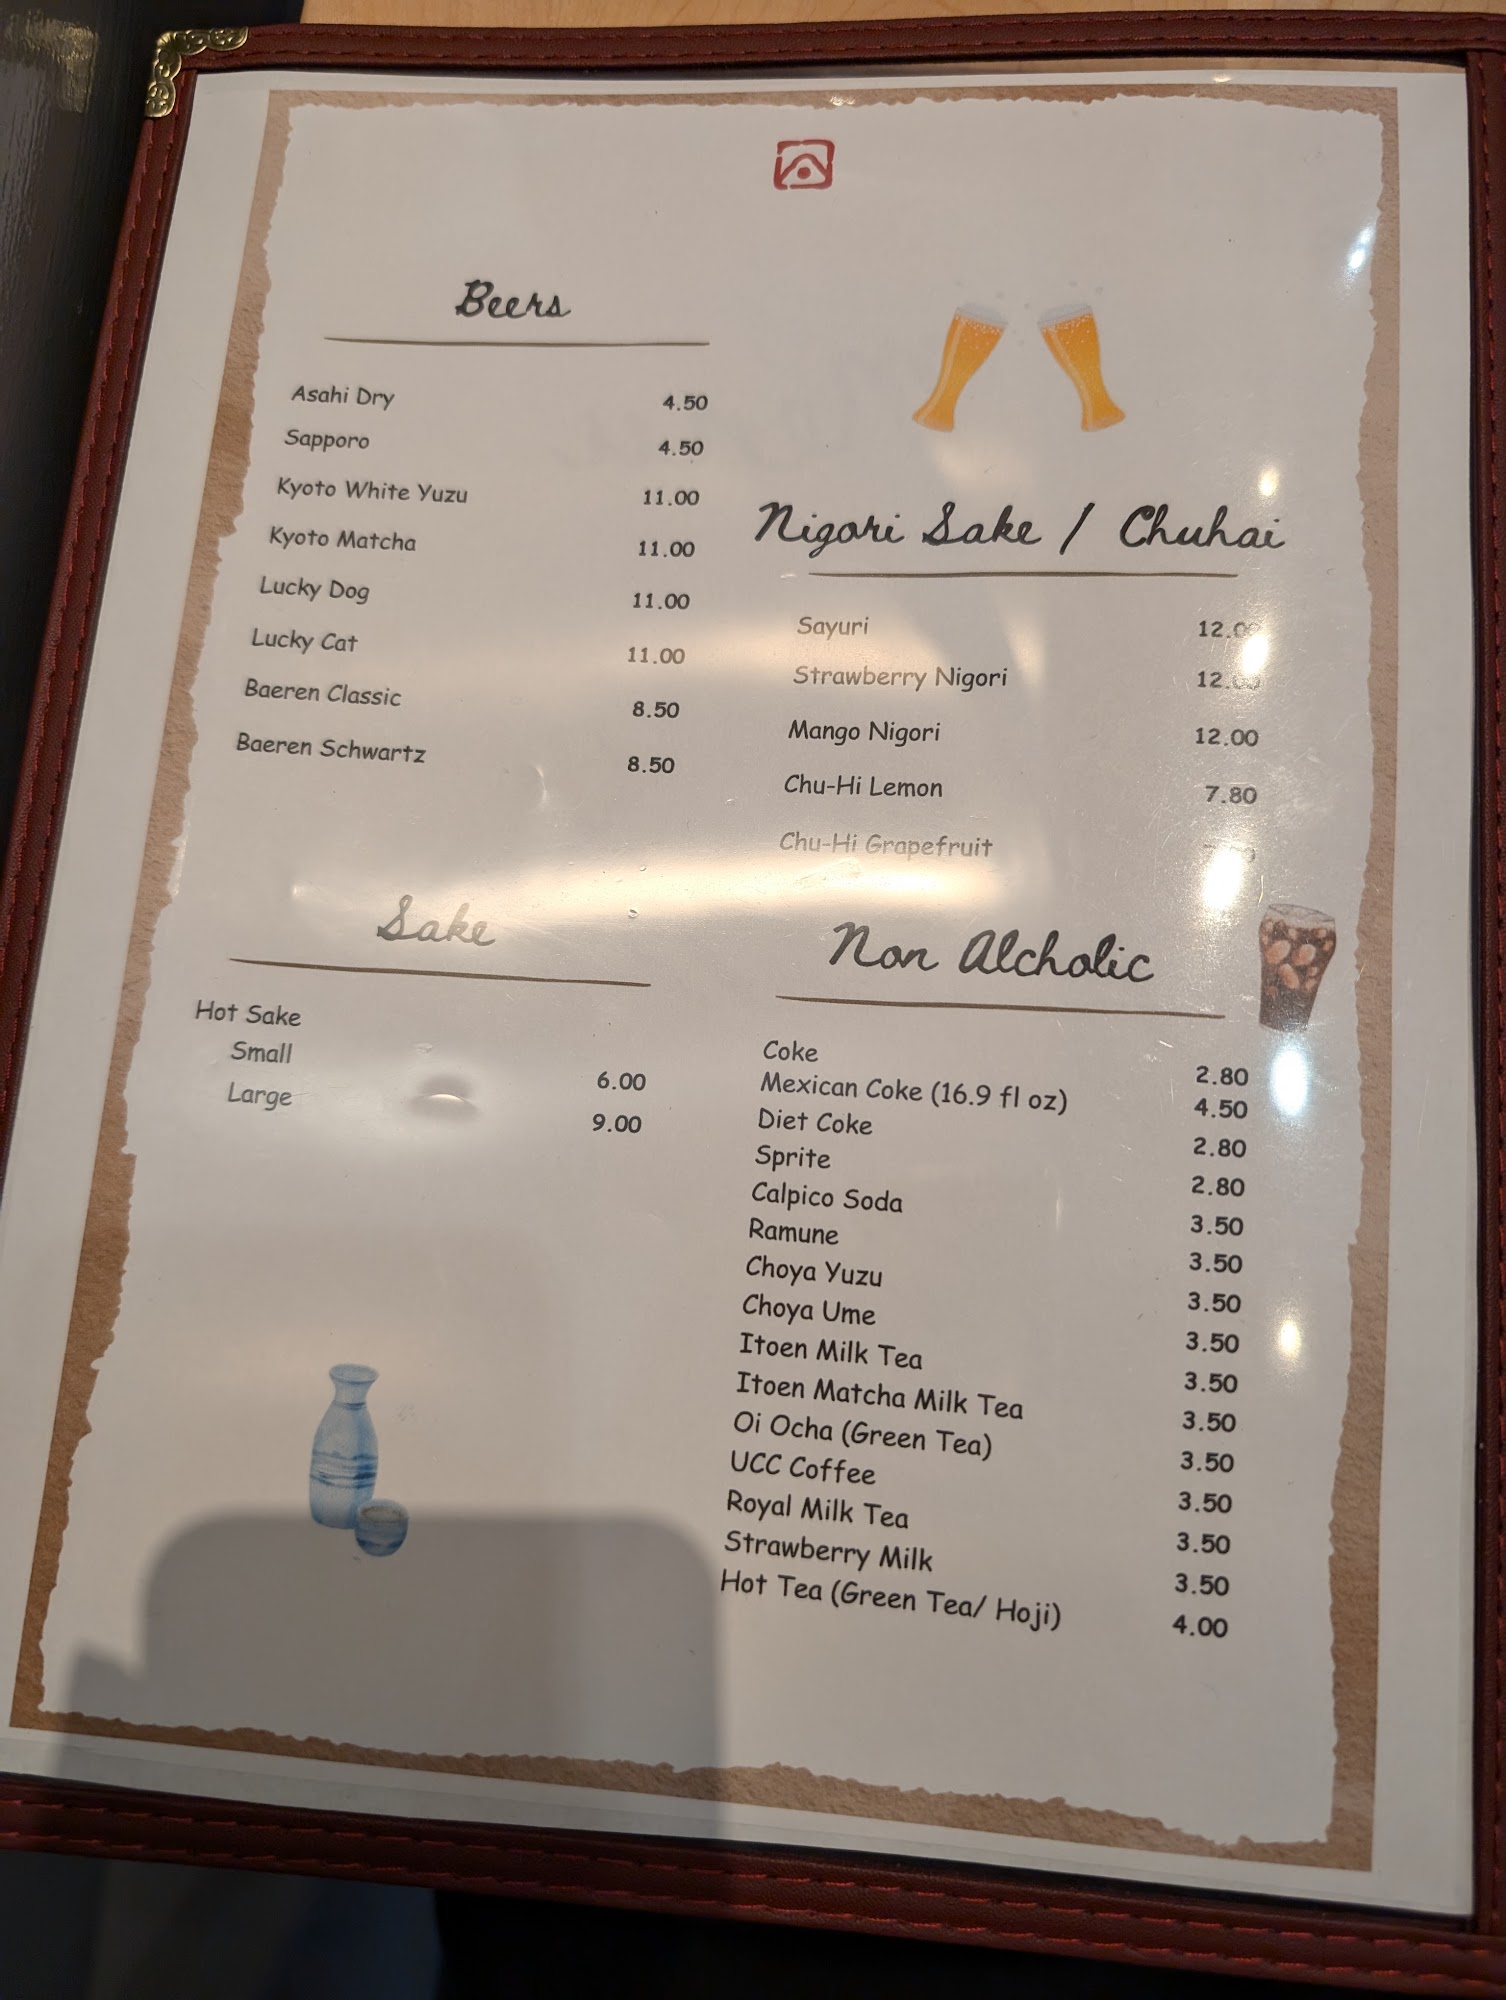 Beers
Asahi Dry 4.50
Sapporo 4.50
Kyoto White Yuzu 11.00
Kyoto Matcha 11.00
Lucky Dog 11.00
Lucky Cat 11.00
Baeren Classic 8.50
Baeren Schwartz 8.50
Nigori Sake / Chuhai
Sayuri 12.00
Strawberry Nigori 12.00
Mango Nigori 12.00
Chu-Hi Lemon 7.80
Chu-Hi Grapefruit
Sake
Hot Sake
Small 6.00
Large 9.00
Non Alcholic
Coke 2.80
Mexican Coke (16.9 fl oz) 4.50
Diet Coke 2.80
Sprite 2.80
Calpico Soda 3.50
Ramune 3.50
Choya Yuzu 3.50
Choya Ume 3.50
Itoen Milk Tea 3.50
Itoen Matcha Milk Tea 3.50
Oi Ocha (Green Tea) 3.50
UCC Coffee 3.50
Royal Milk Tea 3.50
Strawberry Milk 3.50
Hot Tea (Green Tea/ Hoji) 4.00